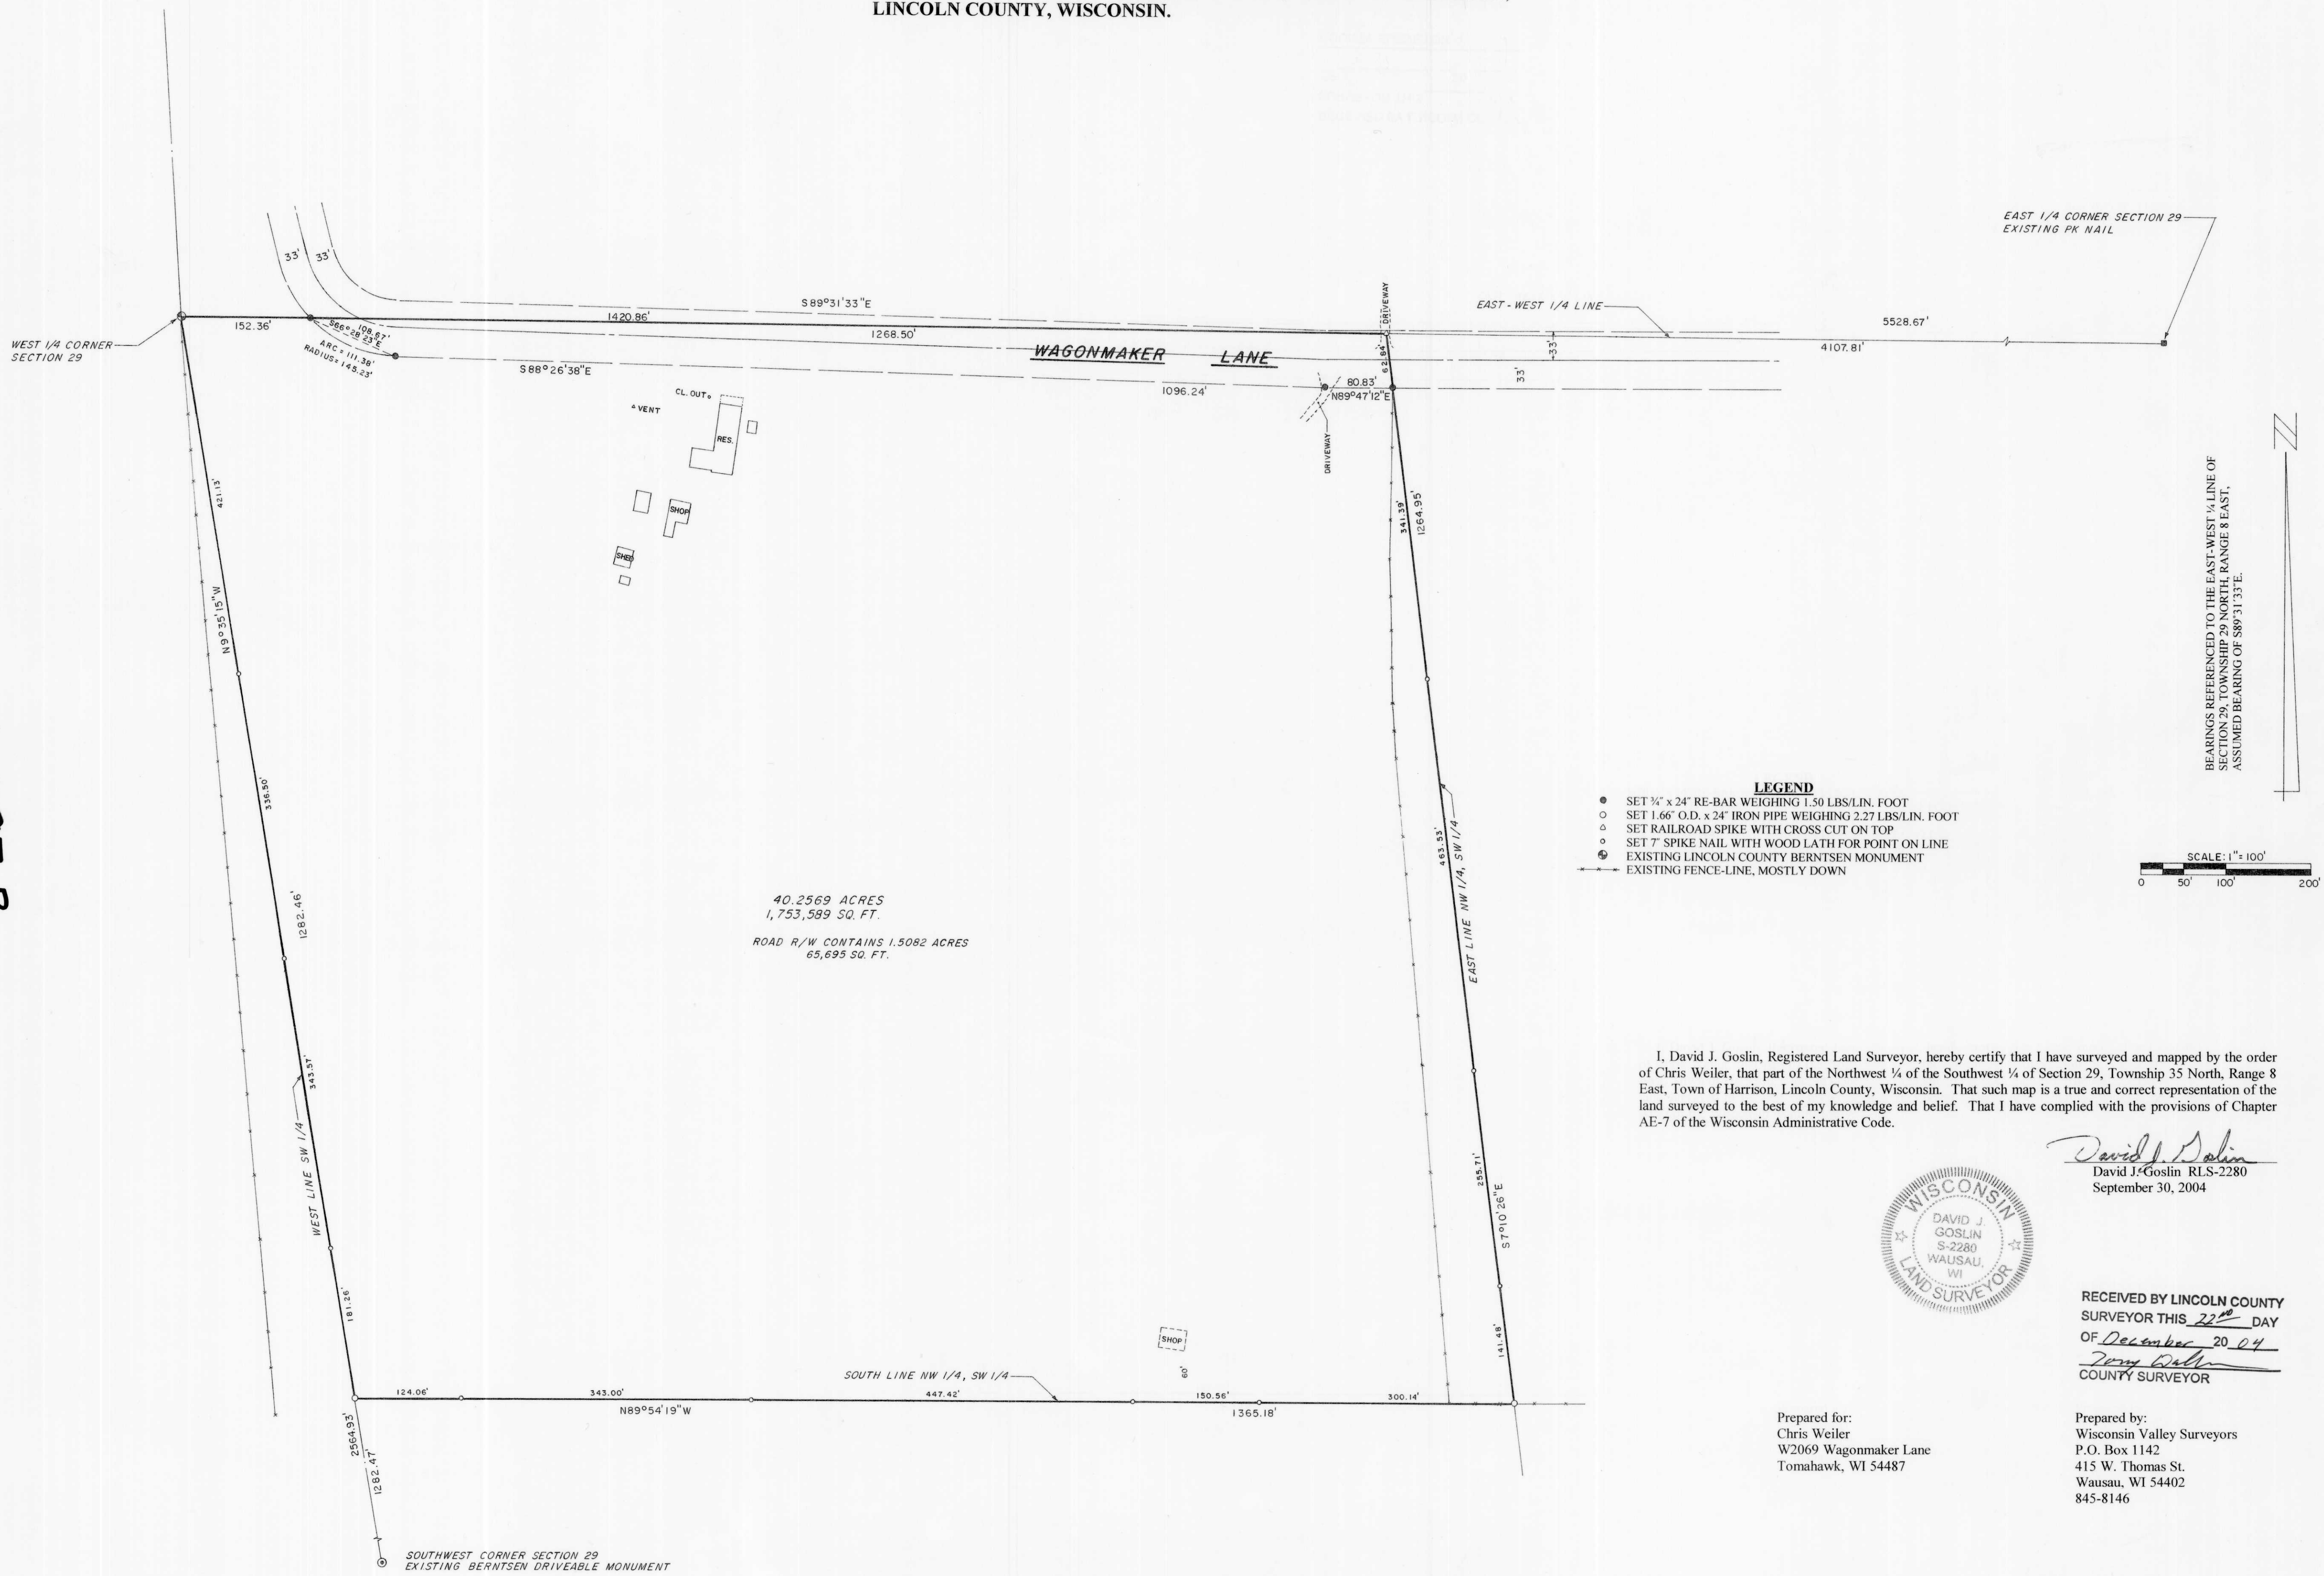 LINCOLN COUNTY, WISCONSIN.
EAST 1/4 CORNER SECTION 29
EXISTING PK NAIL
33' 33'
S89°31'33"E
DRIVEWAY
EAST - WEST 1/4 LINE
5528.67'
152.36'
1420.86'
1268.50'
4107.81'
WEST 1/4 CORNER
SECTION 29
108.67'
S66°28'23"E
ARC = 111.38'
RADIUS = 145.23'
WAGONMAKER LANE
62.84'
33'
33'
S88°26'38"E
1096.24'
80.83'
N89°47'12"E
DRIVEWAY
CL. OUT
VENT
RES.
SHOP
SHED
421.13'
N9°35'15"W
336.50'
1282.46'
343.57'
WEST LINE SW 1/4
181.26'
341.39'
1264.95'
463.53'
EAST LINE NW 1/4, SW 1/4
255.71'
S7°10'26"E
141.48'
BEARINGS REFERENCED TO THE EAST-WEST ¼ LINE OF
SECTION 29, TOWNSHIP 29 NORTH, RANGE 8 EAST,
ASSUMED BEARING OF S89°31'33"E.
N
LEGEND
SET ¾" x 24" RE-BAR WEIGHING 1.50 LBS/LIN. FOOT
SET 1.66" O.D. x 24" IRON PIPE WEIGHING 2.27 LBS/LIN. FOOT
SET RAILROAD SPIKE WITH CROSS CUT ON TOP
SET 7" SPIKE NAIL WITH WOOD LATH FOR POINT ON LINE
EXISTING LINCOLN COUNTY BERNTSEN MONUMENT
EXISTING FENCE-LINE, MOSTLY DOWN
SCALE: 1" = 100'
0 50' 100' 200'
40.2569 ACRES
1,753,589 SQ. FT.
ROAD R/W CONTAINS 1.5082 ACRES
65,695 SQ. FT.
I, David J. Goslin, Registered Land Surveyor, hereby certify that I have surveyed and mapped by the order
of Chris Weiler, that part of the Northwest ¼ of the Southwest ¼ of Section 29, Township 35 North, Range 8
East, Town of Harrison, Lincoln County, Wisconsin. That such map is a true and correct representation of the
land surveyed to the best of my knowledge and belief. That I have complied with the provisions of Chapter
AE-7 of the Wisconsin Administrative Code.
David J. Goslin
David J. Goslin RLS-2280
September 30, 2004
WISCONSIN
DAVID J.
GOSLIN
S-2280
WAUSAU,
WI
LAND SURVEYOR
RECEIVED BY LINCOLN COUNTY
SURVEYOR THIS 22ND DAY
OF December 20 04
COUNTY SURVEYOR
SHOP
60'
SOUTH LINE NW 1/4, SW 1/4
124.06'
343.00'
447.42'
150.56'
300.14'
N89°54'19"W
1365.18'
2564.93'
1282.47'
SOUTHWEST CORNER SECTION 29
EXISTING BERNTSEN DRIVEABLE MONUMENT
Prepared for:
Chris Weiler
W2069 Wagonmaker Lane
Tomahawk, WI 54487
Prepared by:
Wisconsin Valley Surveyors
P.O. Box 1142
415 W. Thomas St.
Wausau, WI 54402
845-8146